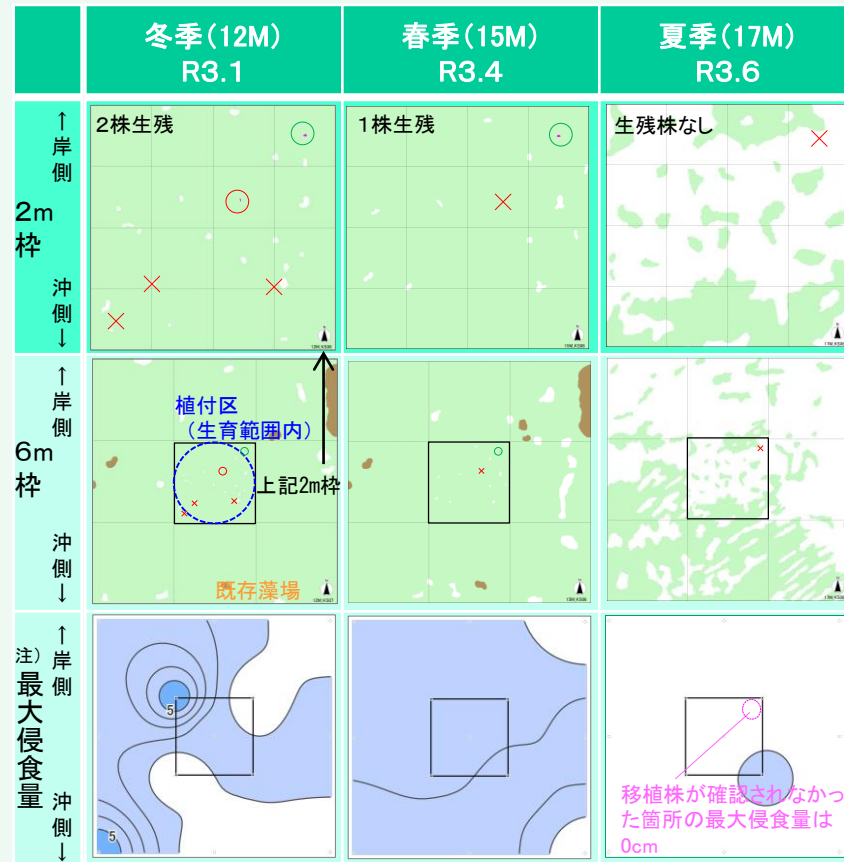 冬季(12M)
R3.1
春季(15M)
R3.4
夏季(17M)
R3.6
↑岸側
2m
枠
沖側↓
2株生残
1株生残
生残株なし
↑岸側
6m
枠
沖側↓
植付区
(生育範囲内)
上記2m枠
既存藻場
注)
↑岸側
最大侵食量
沖側↓
5
5
移植株が確認されなかっ
た箇所の最大侵食量は
0cm